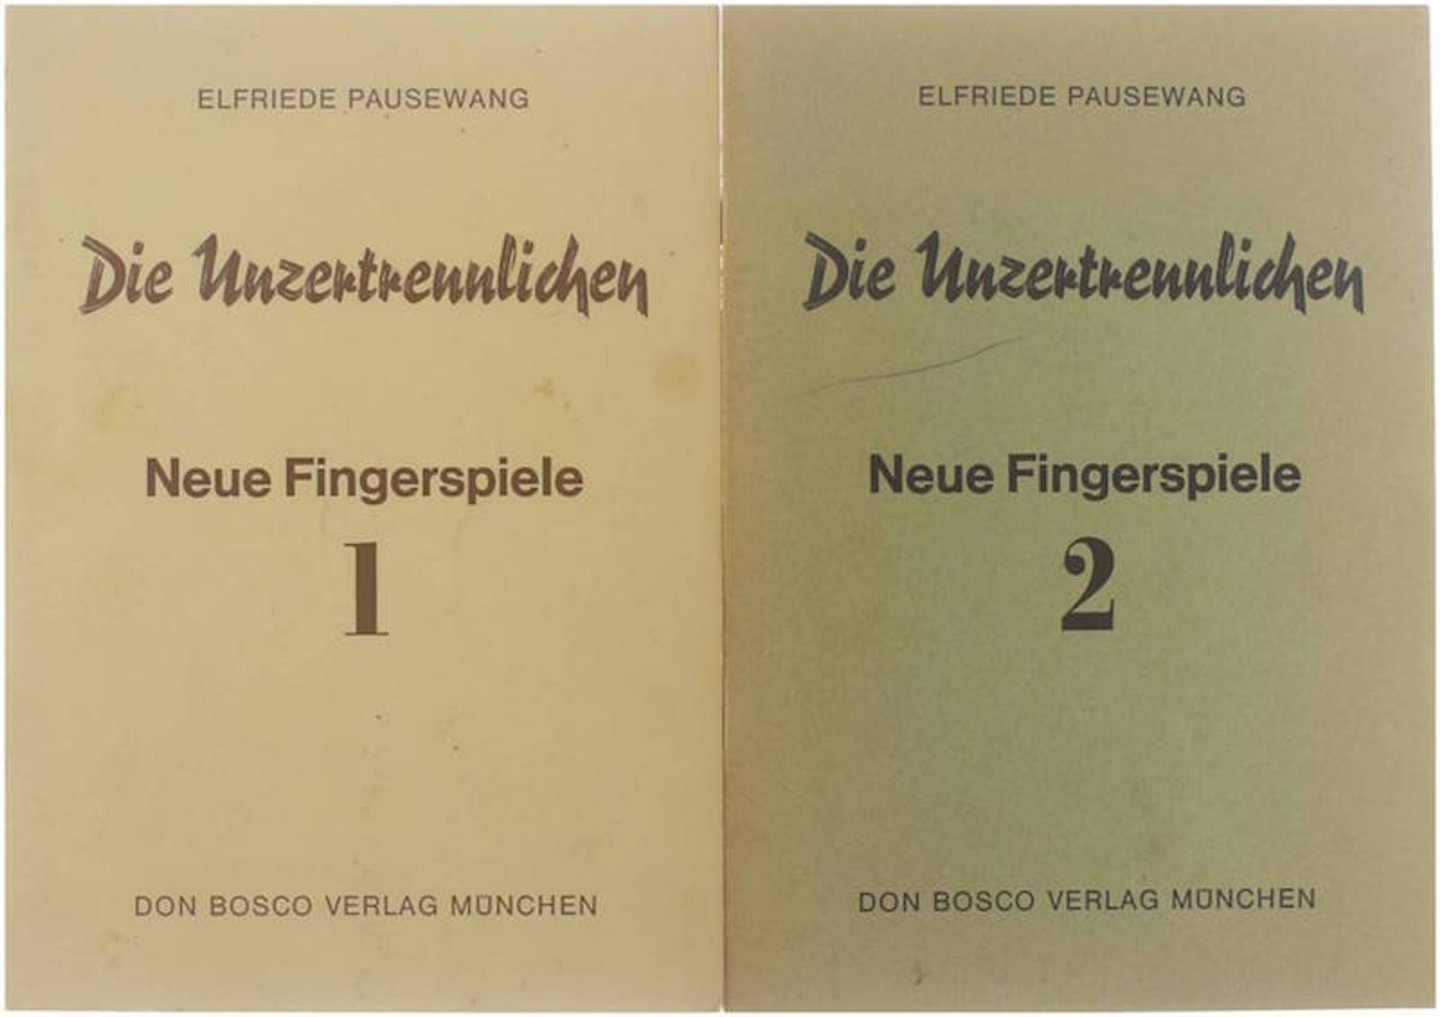 ELFRIEDE PAUSEWANG
Die Unzertrennlichen
Neue Fingerspiele
1
DON BOSCO VERLAG MÜNCHEN
ELFRIEDE PAUSEWANG
Die Unzertrennlichen
Neue Fingerspiele
2
DON BOSCO VERLAG MÜNCHEN